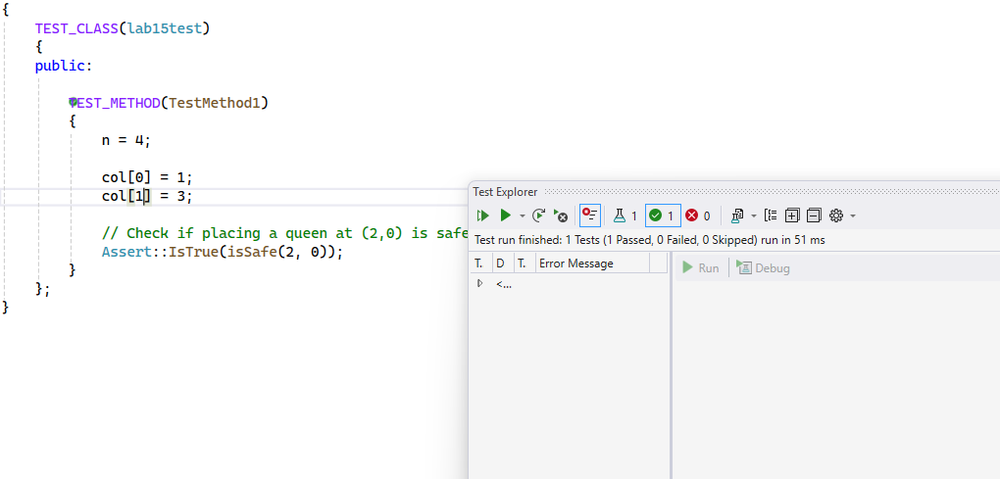 {
TEST_CLASS(lab15test)
{
public:
TEST_METHOD(TestMethod1)
{
n = 4;
col[0] = 1;
col[1] = 3;
// Check if placing a queen at (2,0) is safe
Assert::IsTrue(isSafe(2, 0));
}
};
}
Test Explorer
1 1 0
Test run finished: 1 Tests (1 Passed, 0 Failed, 0 Skipped) run in 51 ms
T. D T. Error Message
<...
Run Debug